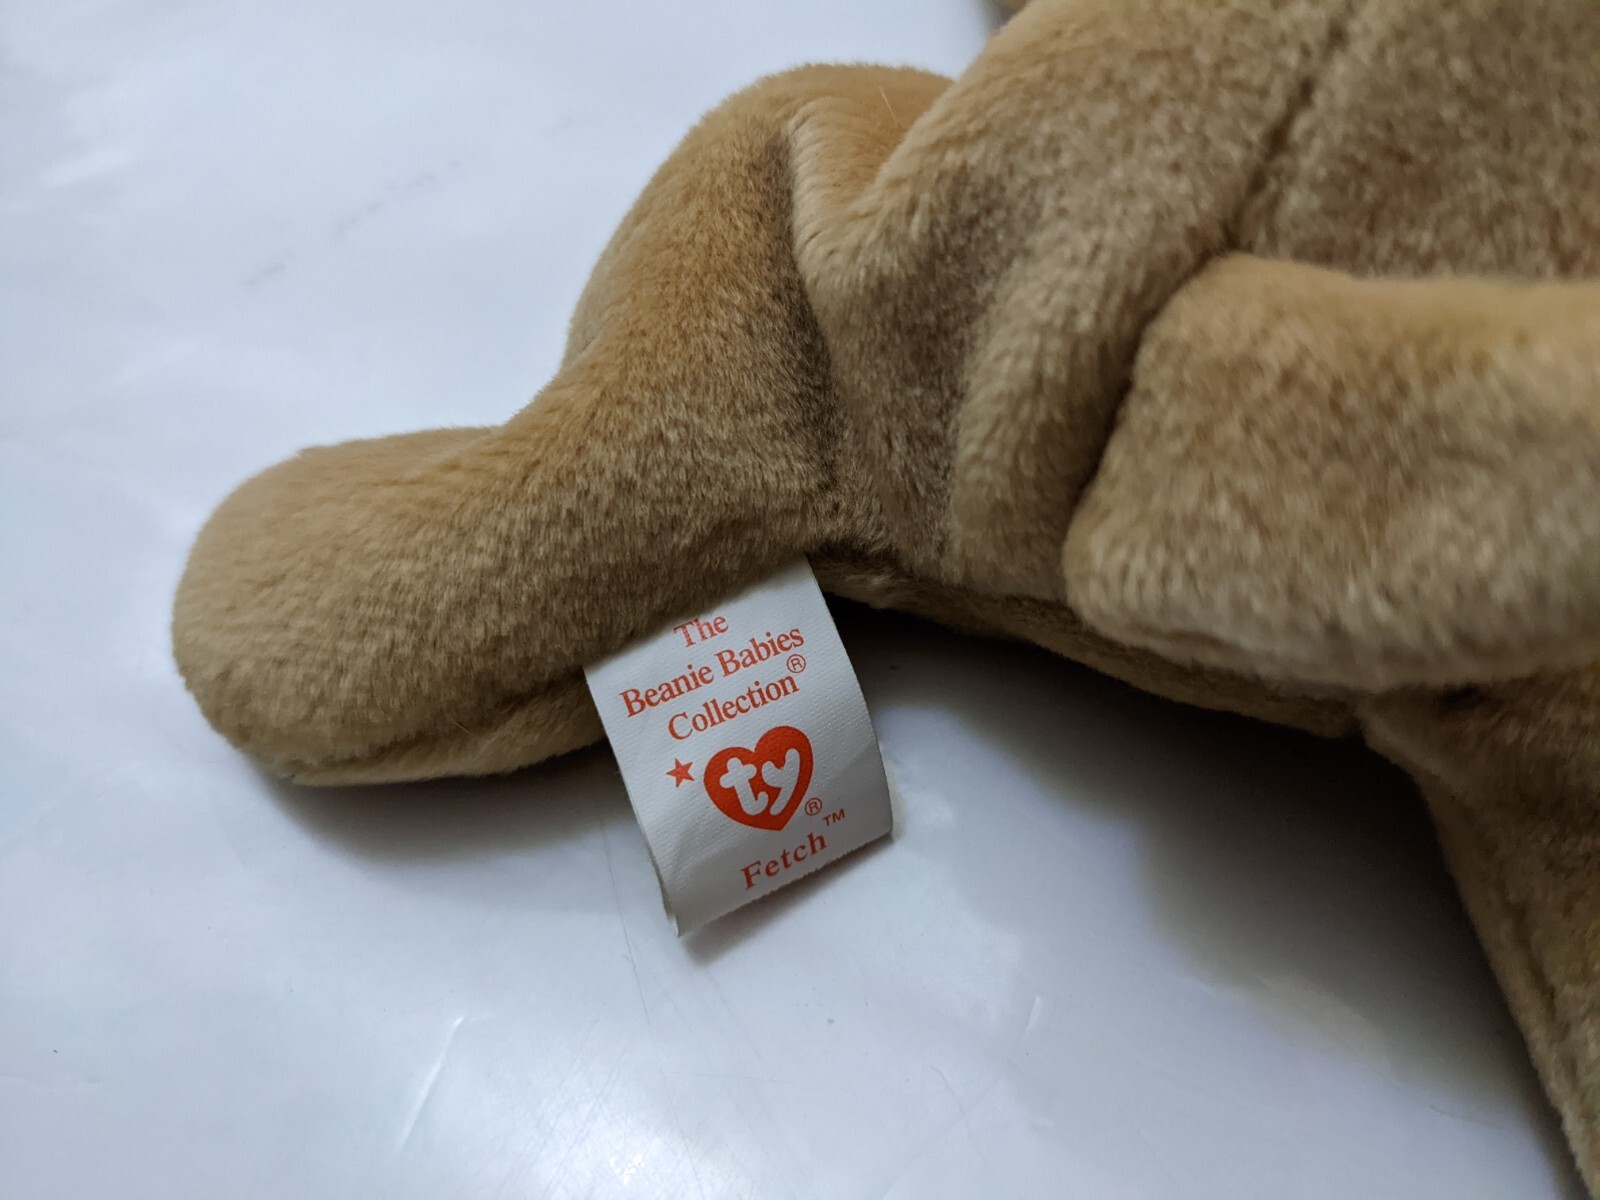 The
Beanie Babies
Collection®
ty®
Fetch™